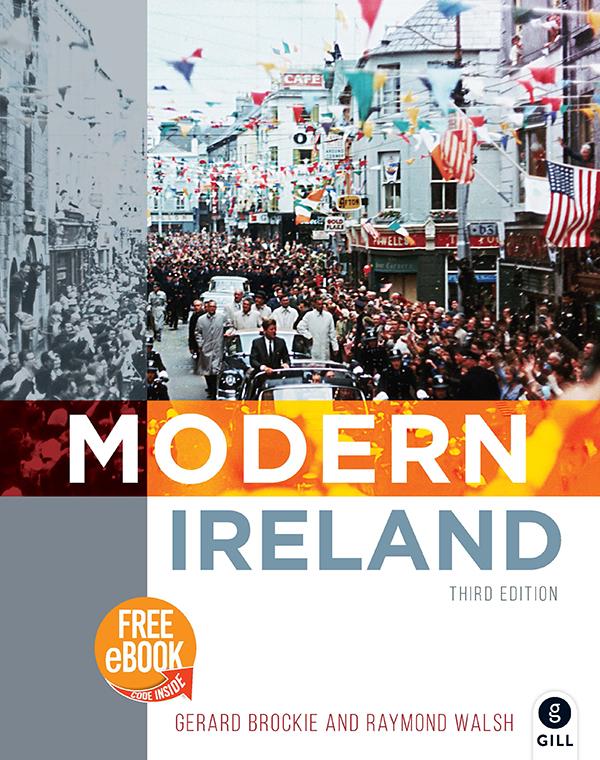 CAFE
MODERN
IRELAND
THIRD EDITION
FREE
eBOOK
CODE INSIDE
GERARD BROCKIE AND RAYMOND WALSH
g
GILL